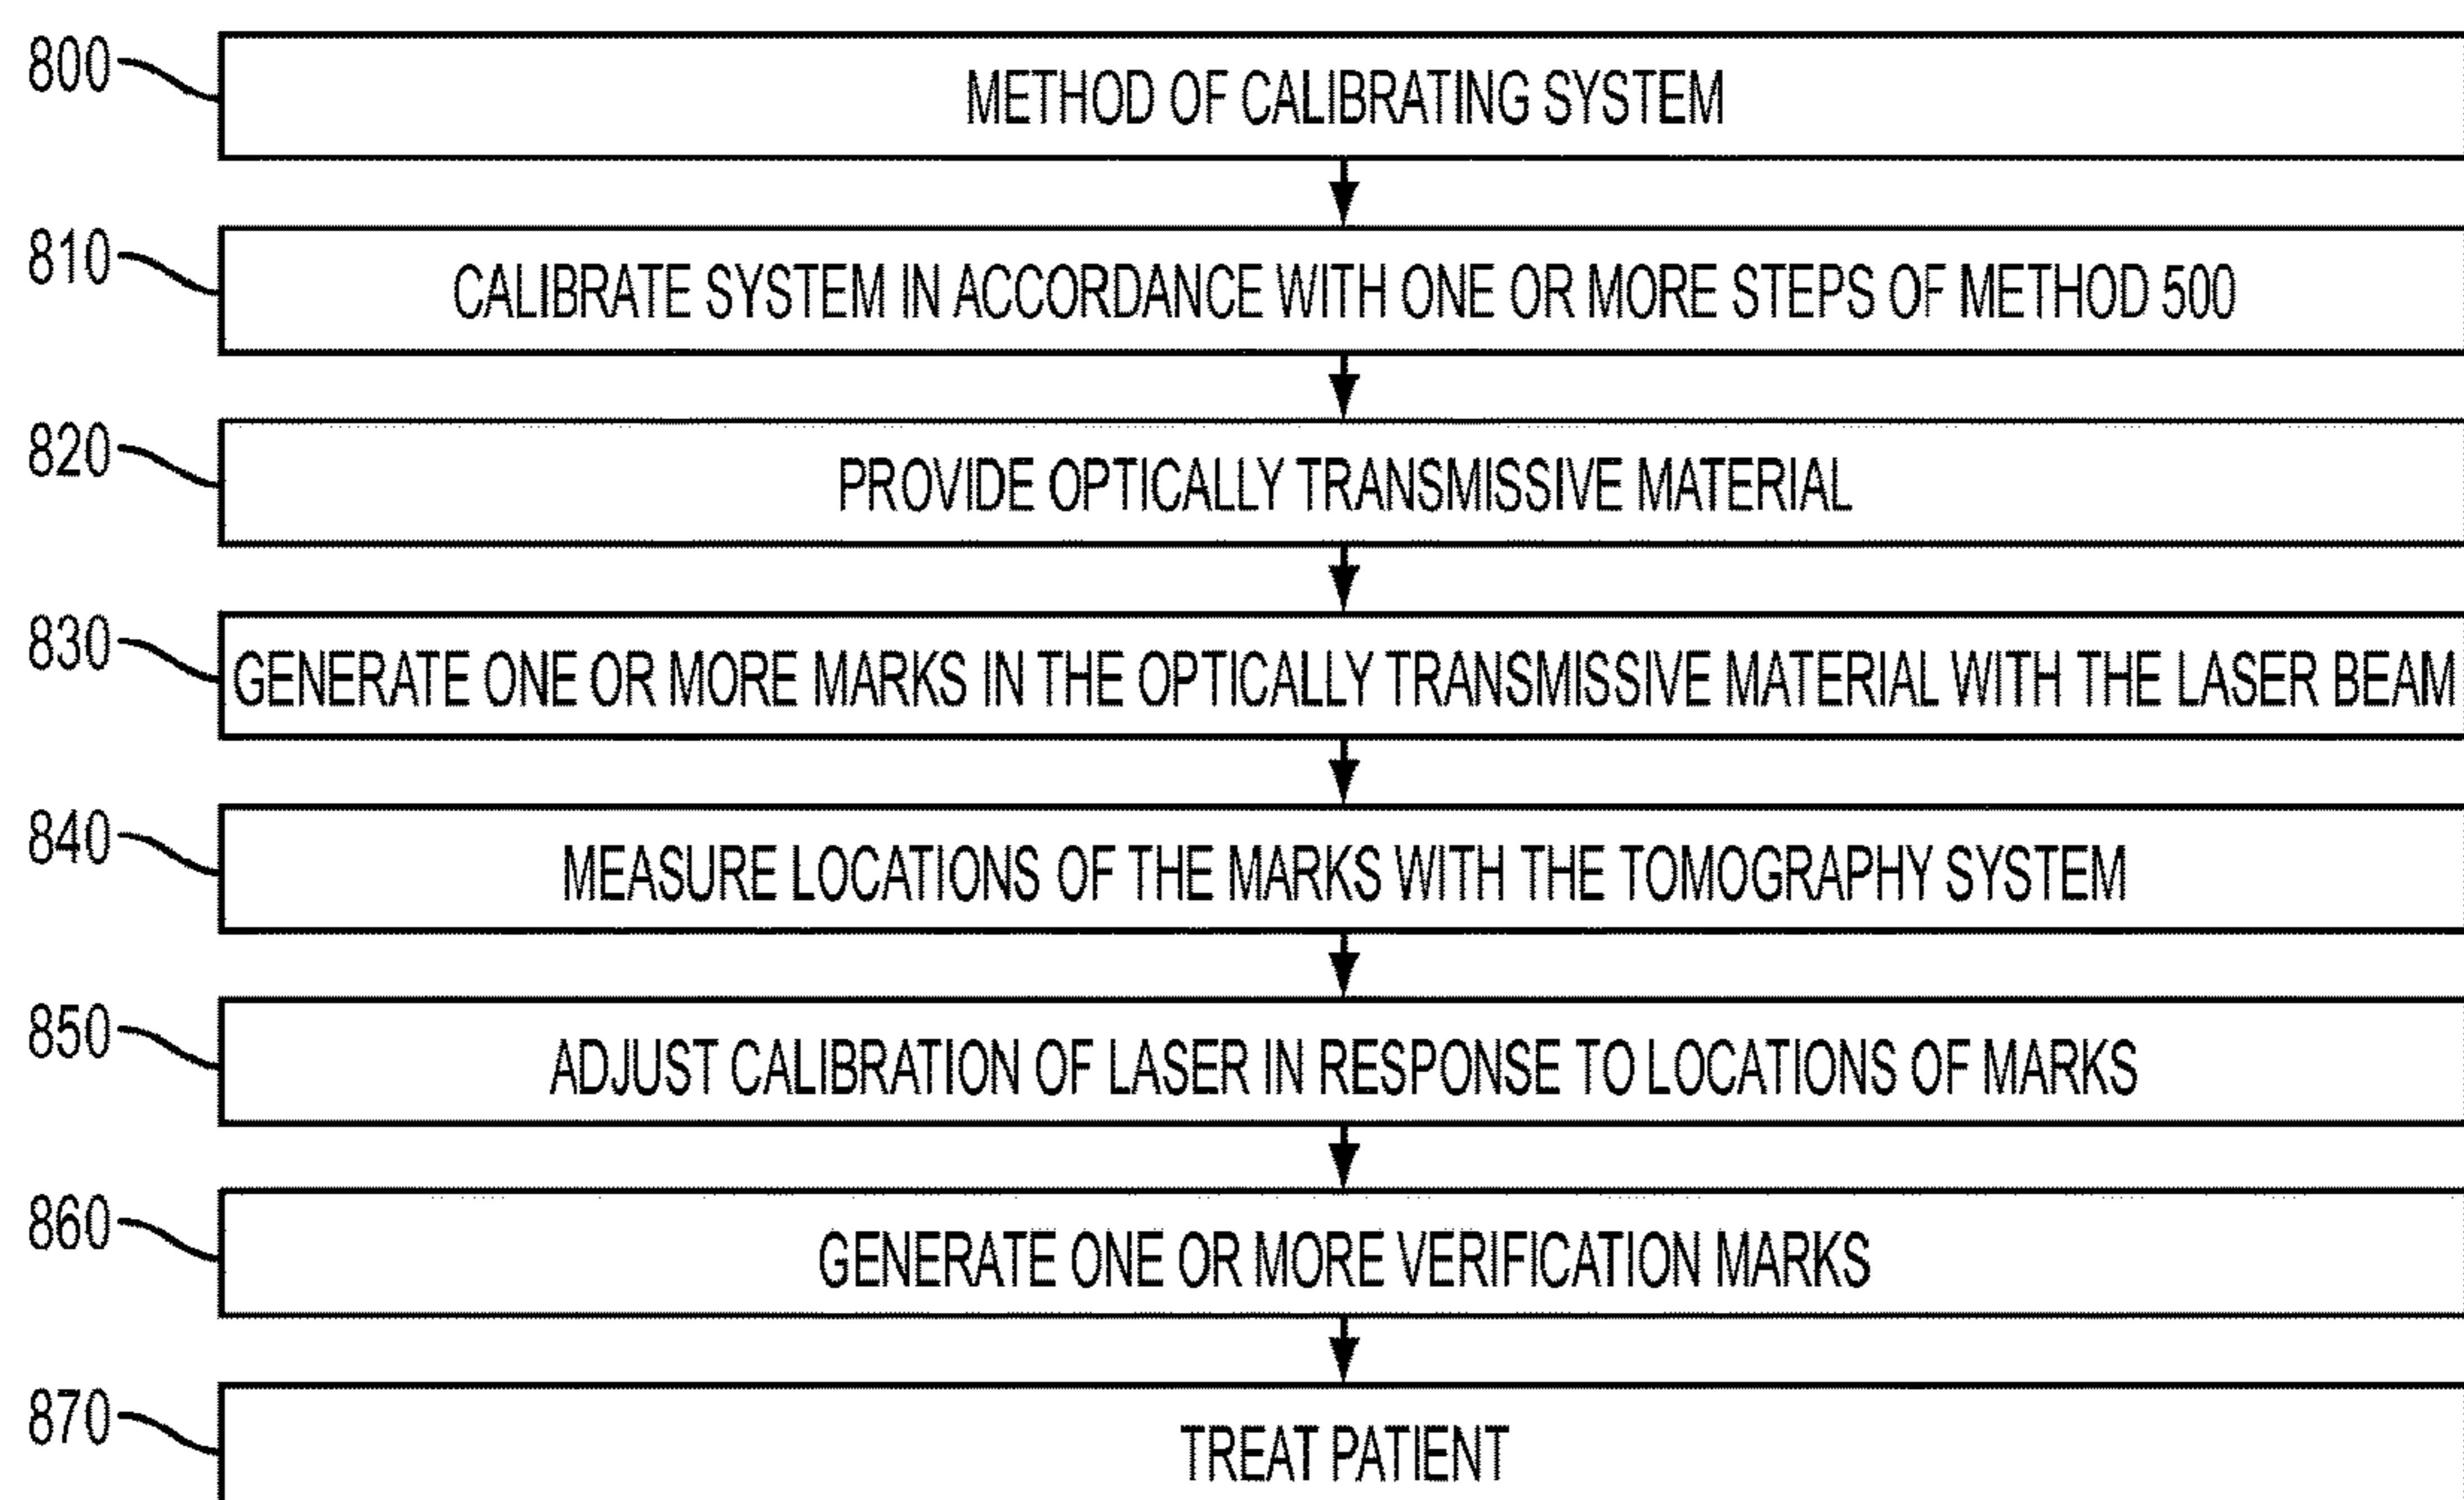 800 METHOD OF CALIBRATING SYSTEM
810 CALIBRATE SYSTEM IN ACCORDANCE WITH ONE OR MORE STEPS OF METHOD 500
820 PROVIDE OPTICALLY TRANSMISSIVE MATERIAL
830 GENERATE ONE OR MORE MARKS IN THE OPTICALLY TRANSMISSIVE MATERIAL WITH THE LASER BEAM
840 MEASURE LOCATIONS OF THE MARKS WITH THE TOMOGRAPHY SYSTEM
850 ADJUST CALIBRATION OF LASER IN RESPONSE TO LOCATIONS OF MARKS
860 GENERATE ONE OR MORE VERIFICATION MARKS
870 TREAT PATIENT